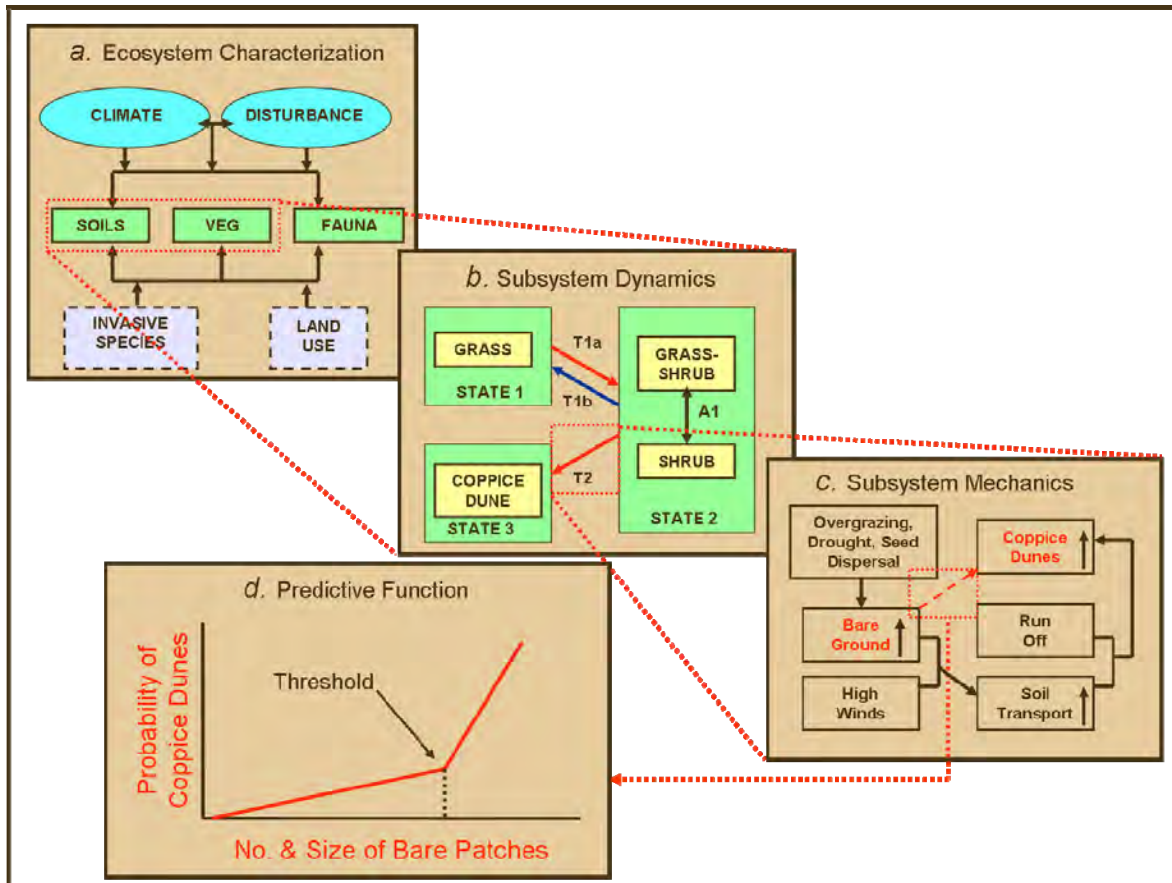 a. Ecosystem Characterization
CLIMATE
DISTURBANCE
SOILS
VEG
FAUNA
INVASIVE
SPECIES
LAND
USE
b. Subsystem Dynamics
GRASS
STATE 1
T1a
T1b
GRASS-
SHRUB
A1
SHRUB
STATE 2
T2
COPPICE
DUNE
STATE 3
c. Subsystem Mechanics
Overgrazing,
Drought, Seed
Dispersal
Coppice
Dunes
Bare
Ground
Run
Off
High
Winds
Soil
Transport
d. Predictive Function
Probability of
Coppice Dunes
Threshold
No. & Size of Bare Patches